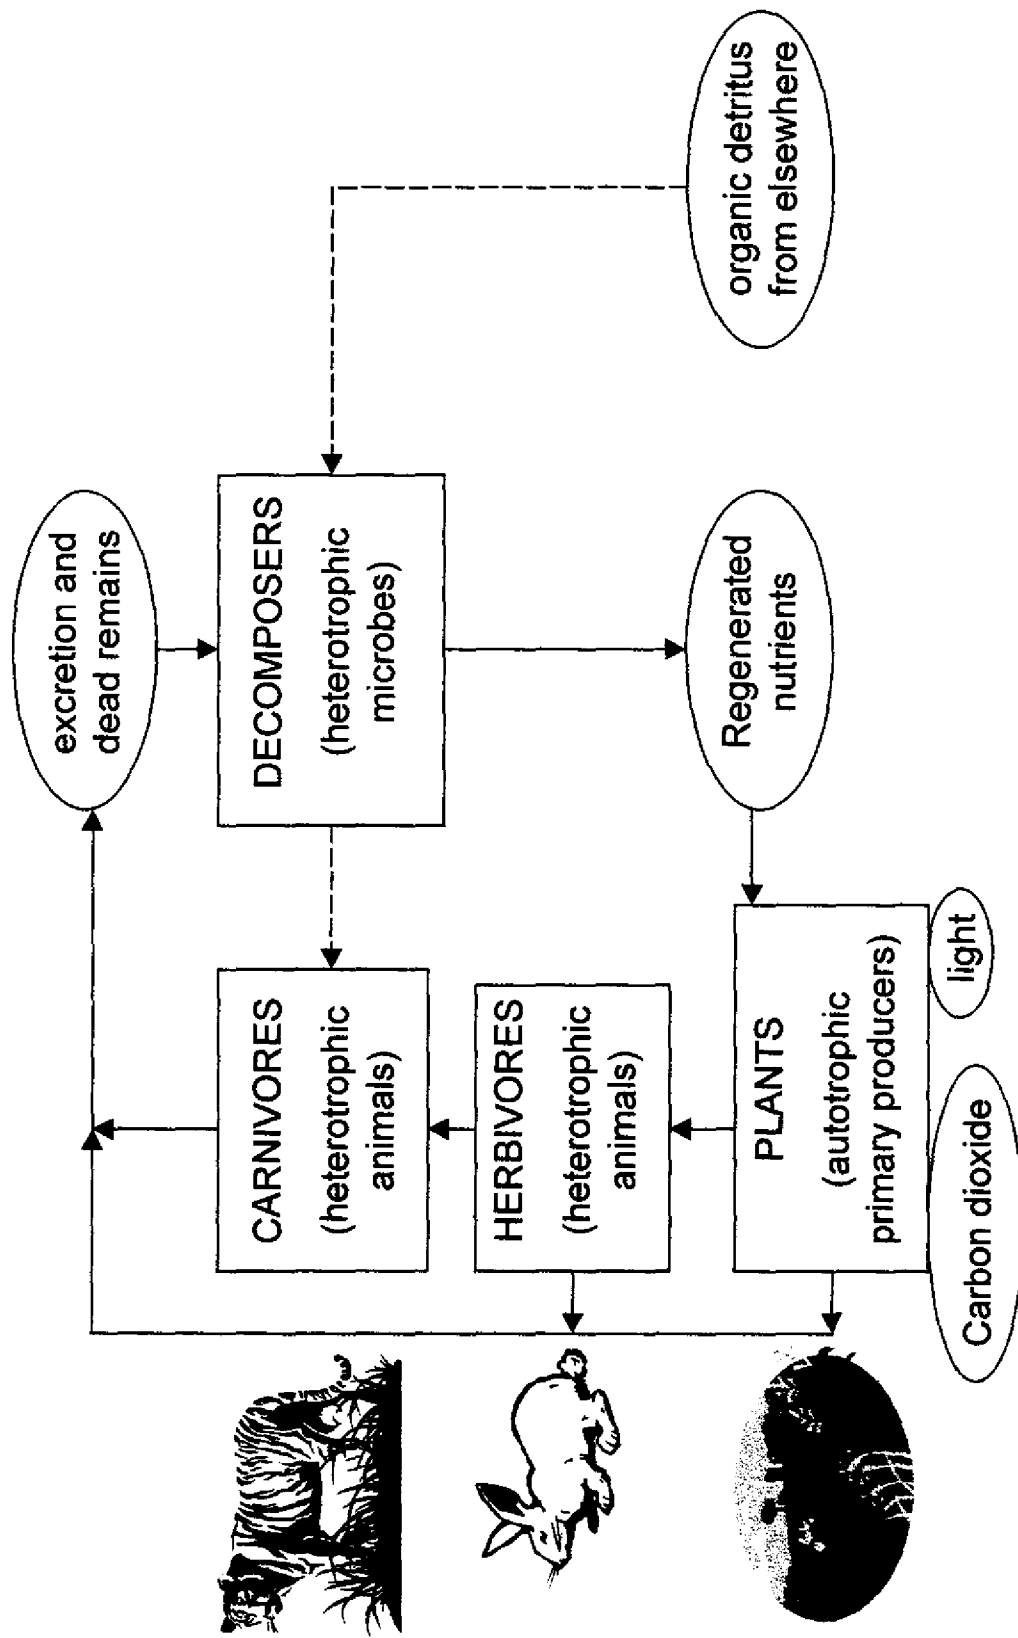 excretion and
dead remains
CARNIVORES
(heterotrophic
animals)
DECOMPOSERS
(heterotrophic
microbes)
HERBIVORES
(heterotrophic
animals)
PLANTS
(autotrophic
primary producers)
Regenerated
nutrients
organic detritus
from elsewhere
Carbon dioxide
light